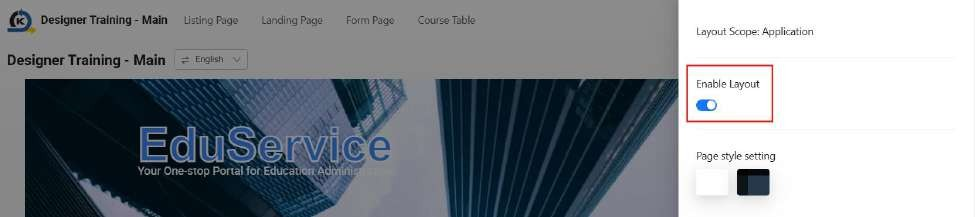 Designer Training - Main
Listing Page
Landing Page
Form Page
Course Table
Designer Training - Main
English
EduService
Your One-stop Portal for Education Administra
Layout Scope: Application
Enable Layout
Page style setting